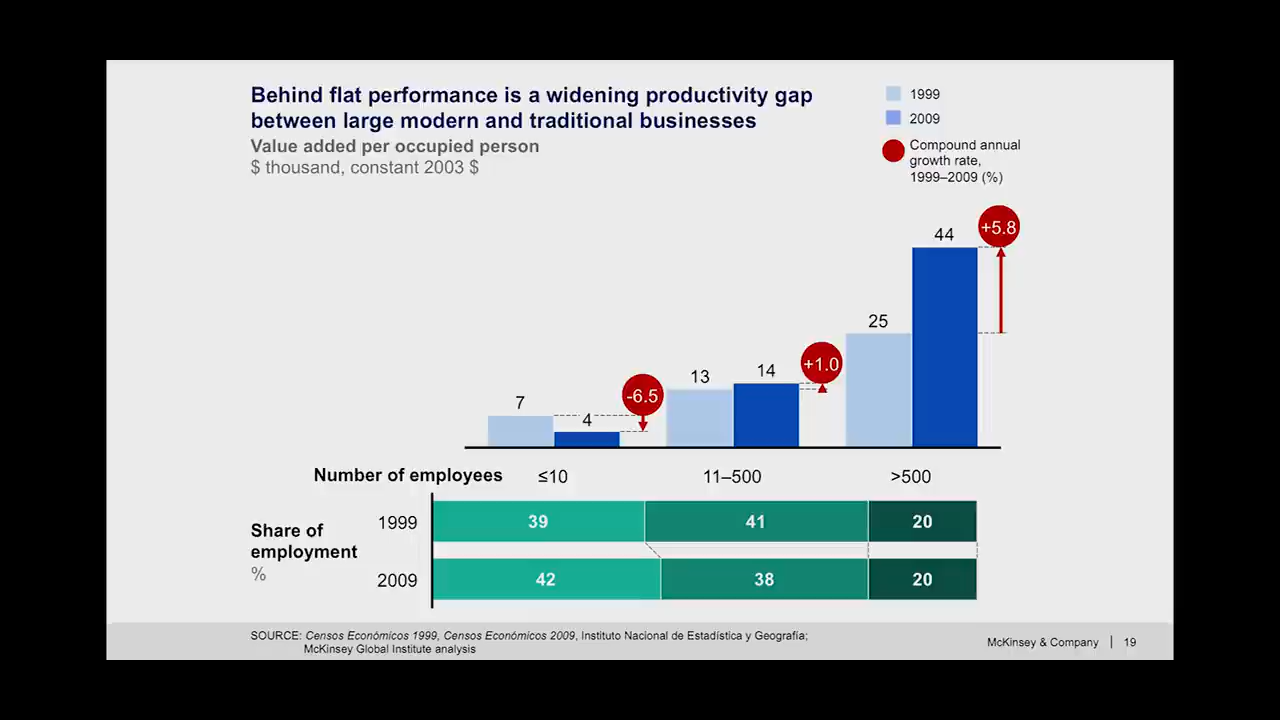 Behind flat performance is a widening productivity gap
between large modern and traditional businesses
Value added per occupied person
$ thousand, constant 2003 $
1999
2009
Compound annual
growth rate,
1999–2009 (%)
7
4
-6.5
13
14
+1.0
25
44
+5.8
Number of employees ≤10 11–500 >500
Share of
employment
%
1999 39 41 20
2009 42 38 20
SOURCE: Censos Económicos 1999, Censos Económicos 2009, Instituto Nacional de Estadística y Geografía;
McKinsey Global Institute analysis
McKinsey & Company | 19